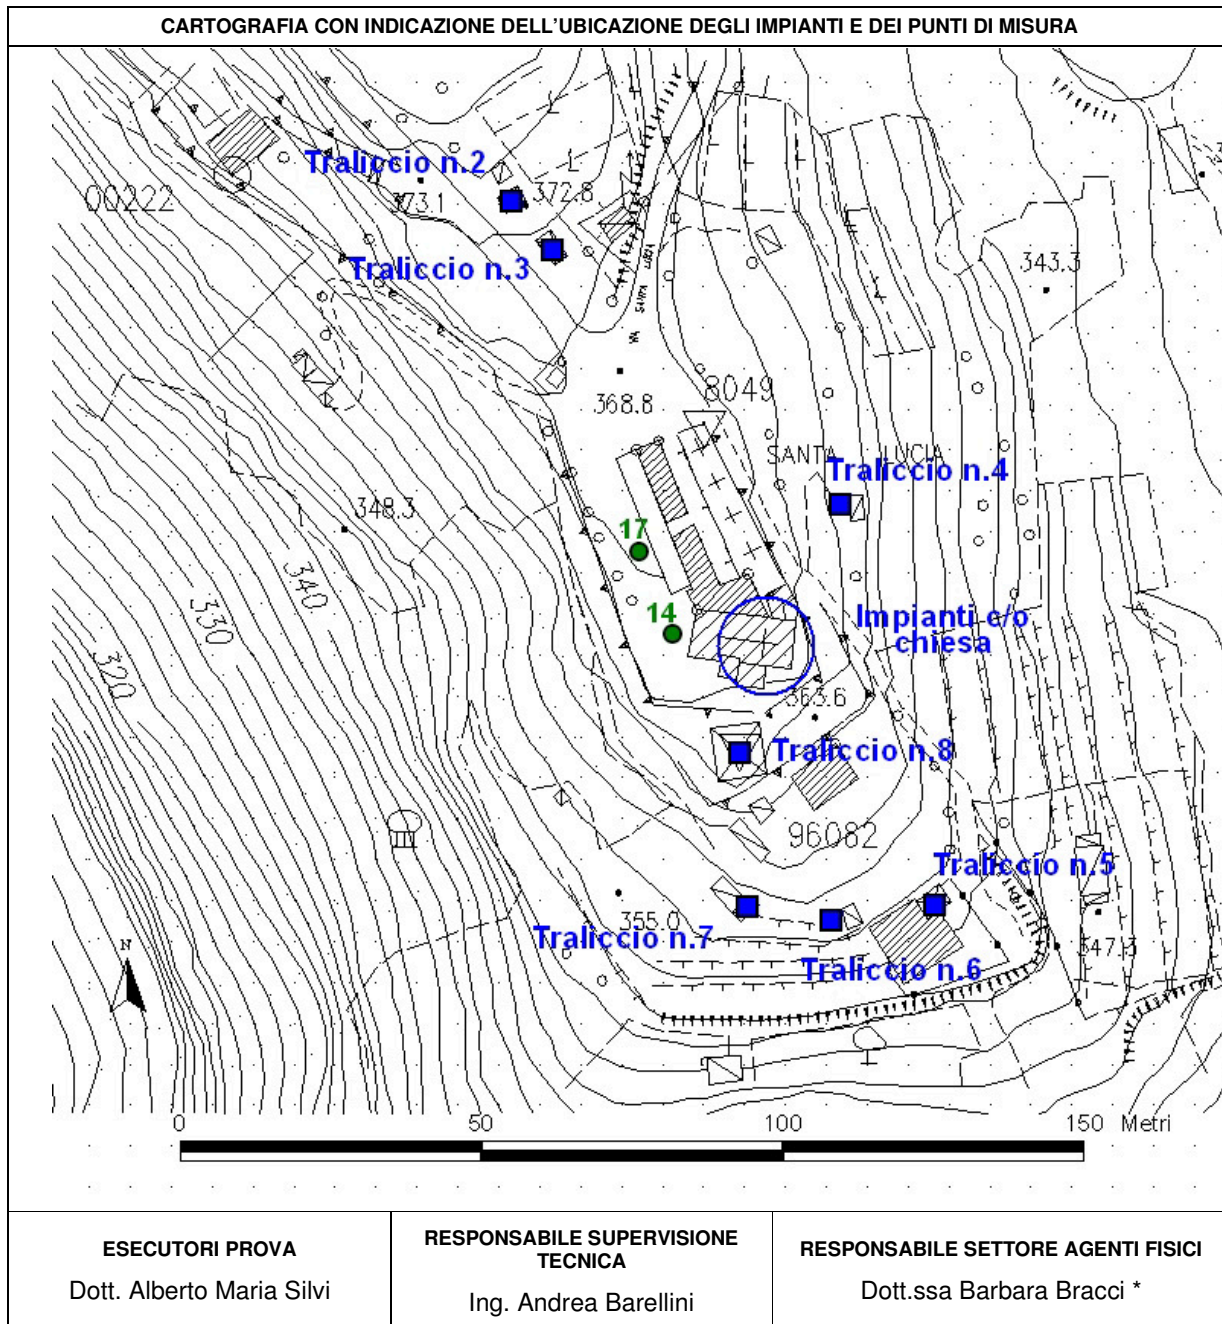 CARTOGRAFIA CON INDICAZIONE DELL'UBICAZIONE DEGLI IMPIANTI E DEI PUNTI DI MISURA
Traliccio n.2
00222
373.1
372.8
Traliccio n.3
VIA SANTA LUCIA
343.3
368.8
8049
SANTA LUCIA
Traliccio n.4
348.3
17
340
330
320
14
Impianti c/o
chiesa
363.6
Traliccio n.8
96082
Traliccio n.5
355.0
Traliccio n.7
347.3
Traliccio n.6
N
0 50 100 150 Metri
ESECUTORI PROVA
Dott. Alberto Maria Silvi
RESPONSABILE SUPERVISIONE
TECNICA
Ing. Andrea Barellini
RESPONSABILE SETTORE AGENTI FISICI
Dott.ssa Barbara Bracci *